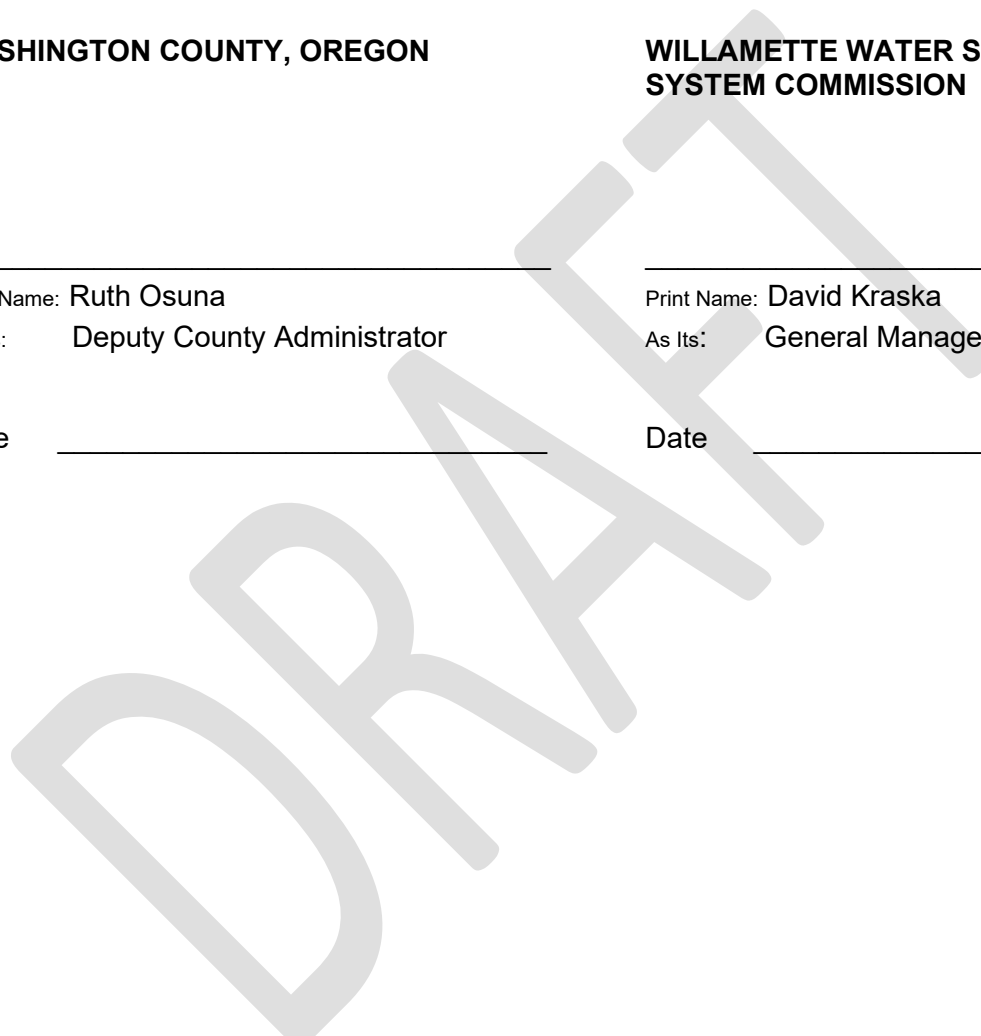 SHINGTON COUNTY, OREGON
WILLAMETTE WATER S
SYSTEM COMMISSION
Name: Ruth Osuna
: Deputy County Administrator
Print Name: David Kraska
As Its: General Manage
e
Date
DRAFT